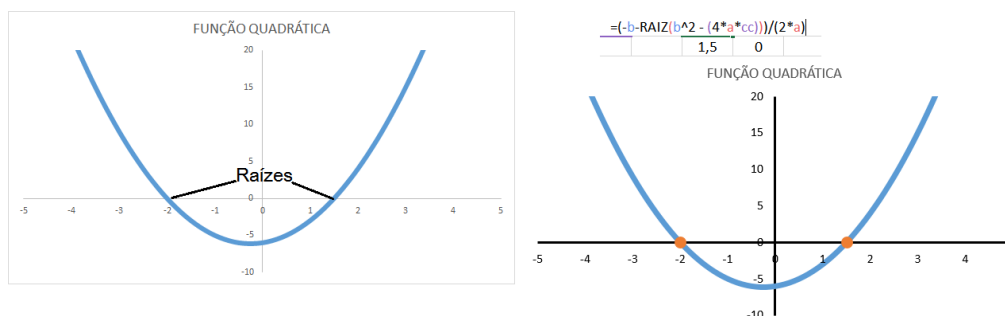 FUNÇÃO QUADRÁTICA
20
15
10
5
Raízes
0
-5 -4 -3 -2 -1 0 1 2 3 4 5
-5
-10
=(-b-RAIZ(b^2 - (4*a*cc)))/(2*a)
1,5 0
FUNÇÃO QUADRÁTICA
20
15
10
5
0
-5 -4 -3 -2 -1 0 1 2 3 4
-5
-10